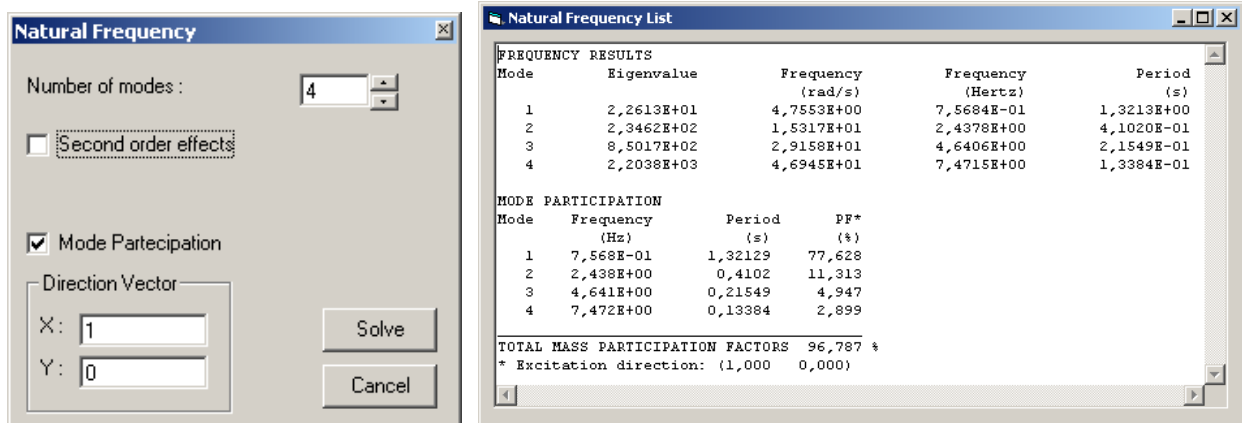 Natural Frequency
Number of modes :
4
Second order effects
Mode Partecipation
Direction Vector
X : 1
Y : 0
Solve
Cancel
Natural Frequency List
FREQUENCY RESULTS
Mode Eigenvalue Frequency Frequency Period
(rad/s) (Hertz) (s)
1 2,2613E+01 4,7553E+00 7,5684E-01 1,3213E+00
2 2,3462E+02 1,5317E+01 2,4378E+00 4,1020E-01
3 8,5017E+02 2,9158E+01 4,6406E+00 2,1549E-01
4 2,2038E+03 4,6945E+01 7,4715E+00 1,3384E-01
MODE PARTICIPATION
Mode Frequency Period PF*
(Hz) (s) (%)
1 7,568E-01 1,32129 77,628
2 2,438E+00 0,4102 11,313
3 4,641E+00 0,21549 4,947
4 7,472E+00 0,13384 2,899
TOTAL MASS PARTICIPATION FACTORS 96,787 %
* Excitation direction: (1,000 0,000)